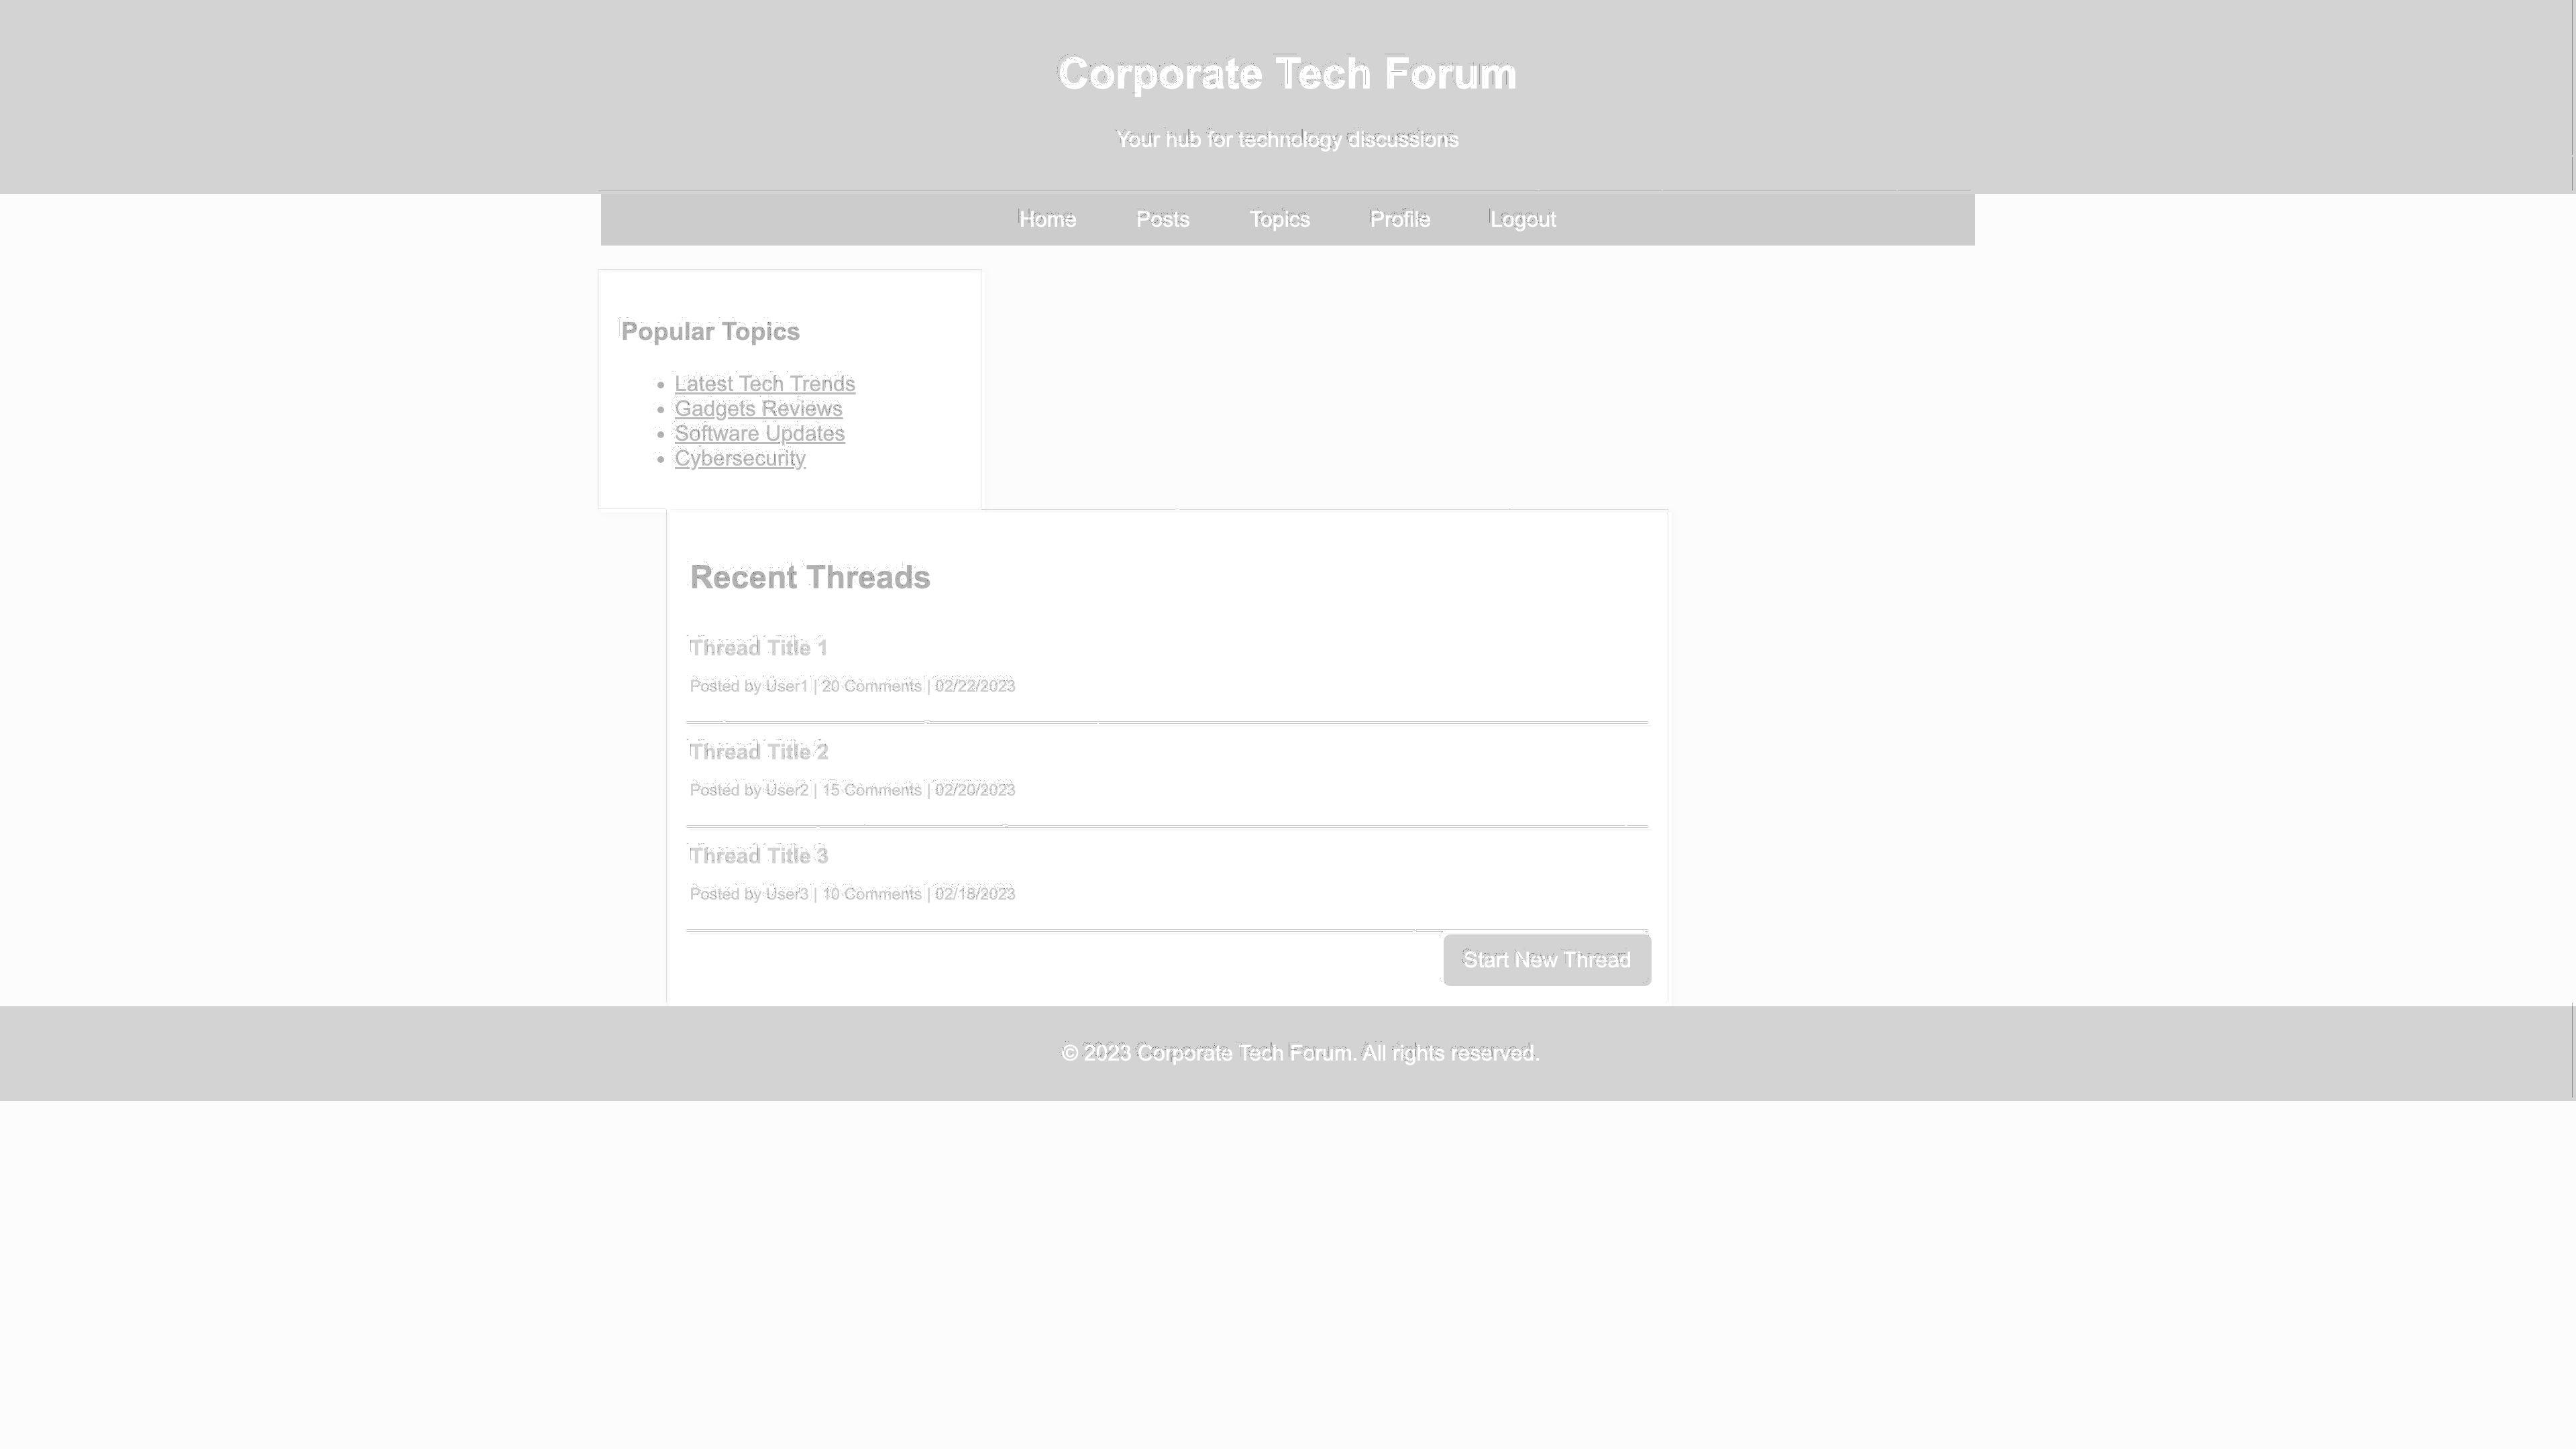 Corporate Tech Forum
Your hub for technology discussions
Home Posts Topics Profile Logout
Popular Topics
Latest Tech Trends
Gadgets Reviews
Software Updates
Cybersecurity
Recent Threads
Thread Title 1
Posted by User1 | 20 Comments | 02/22/2023
Thread Title 2
Posted by User2 | 15 Comments | 02/20/2023
Thread Title 3
Posted by User3 | 10 Comments | 02/18/2023
Start New Thread
© 2023 Corporate Tech Forum. All rights reserved.